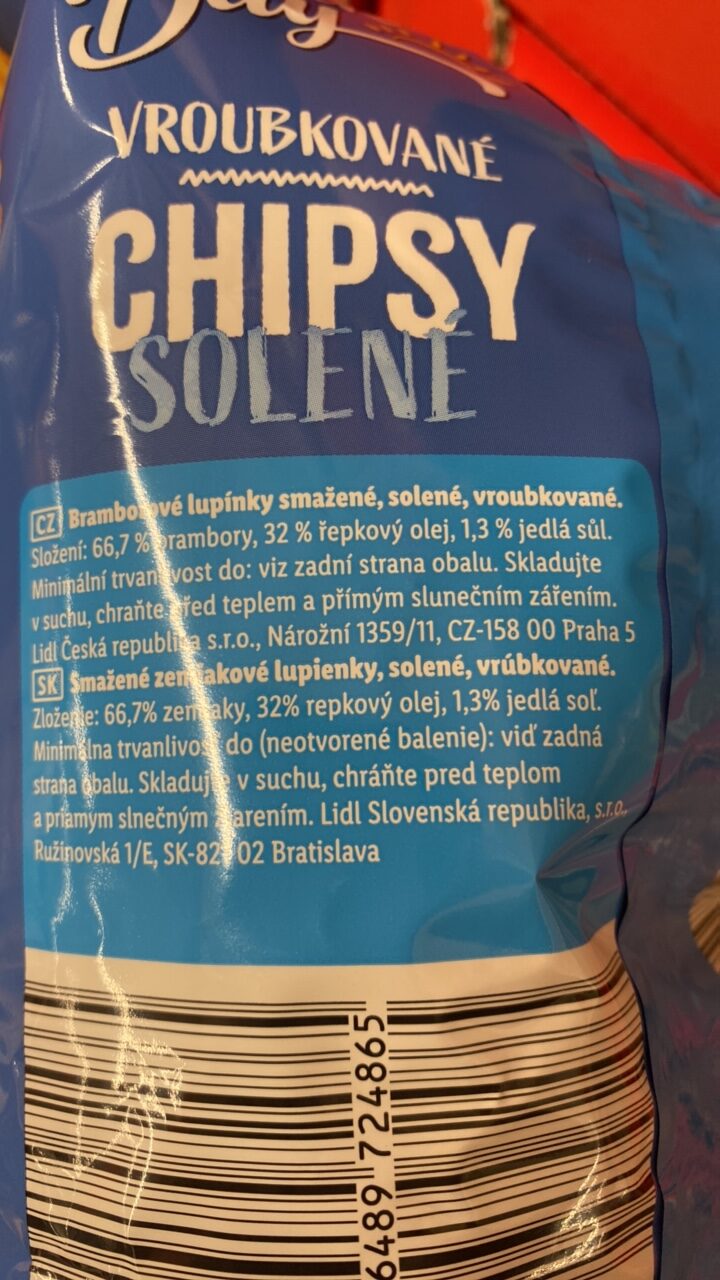 VROUBKOVANÉ
CHIPSY
SOLENÉ
CZ Bramborové lupínky smažené, solené, vroubkované.
Složení: 66,7 % brambory, 32 % řepkový olej, 1,3 % jedlá sůl.
Minimální trvanlivost do: viz zadní strana obalu. Skladujte
v suchu, chraňte před teplem a přímým slunečním zářením.
Lidl Česká republika s.r.o., Nárožní 1359/11, CZ-158 00 Praha 5
SK Smažené zemiakové lupienky, solené, vrúbkované.
Zloženie: 66,7% zemiaky, 32% repkový olej, 1,3% jedlá soľ.
Minimálna trvanlivosť do (neotvorené balenie): viď zadná
strana obalu. Skladujte v suchu, chráňte pred teplom
a priamym slnečným žiarením. Lidl Slovenská republika, s.r.o.,
Ružinovská 1/E, SK-821 02 Bratislava
6489 724865